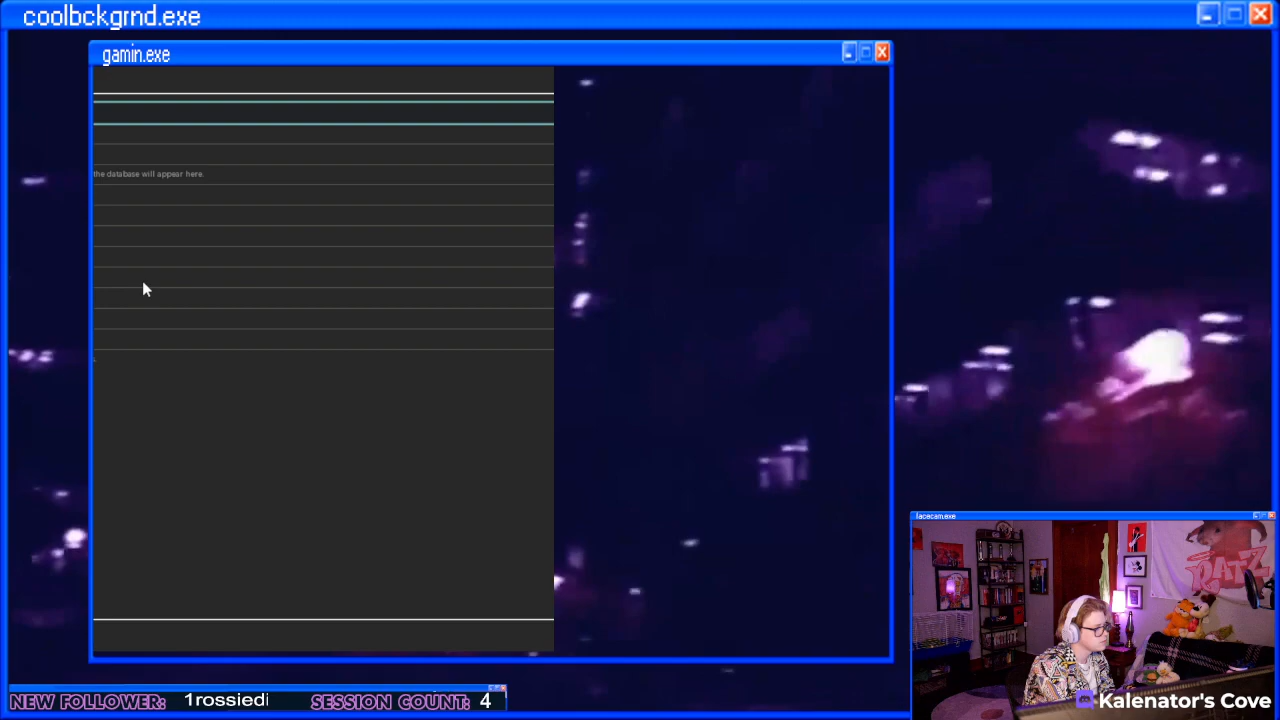 coolbckgrnd.exe
gamin.exe
the database will appear here.
facecam.exe
RATZ
NEW FOLLOWER: 1rossiedi
SESSION COUNT: 4
Kalenator's Cove